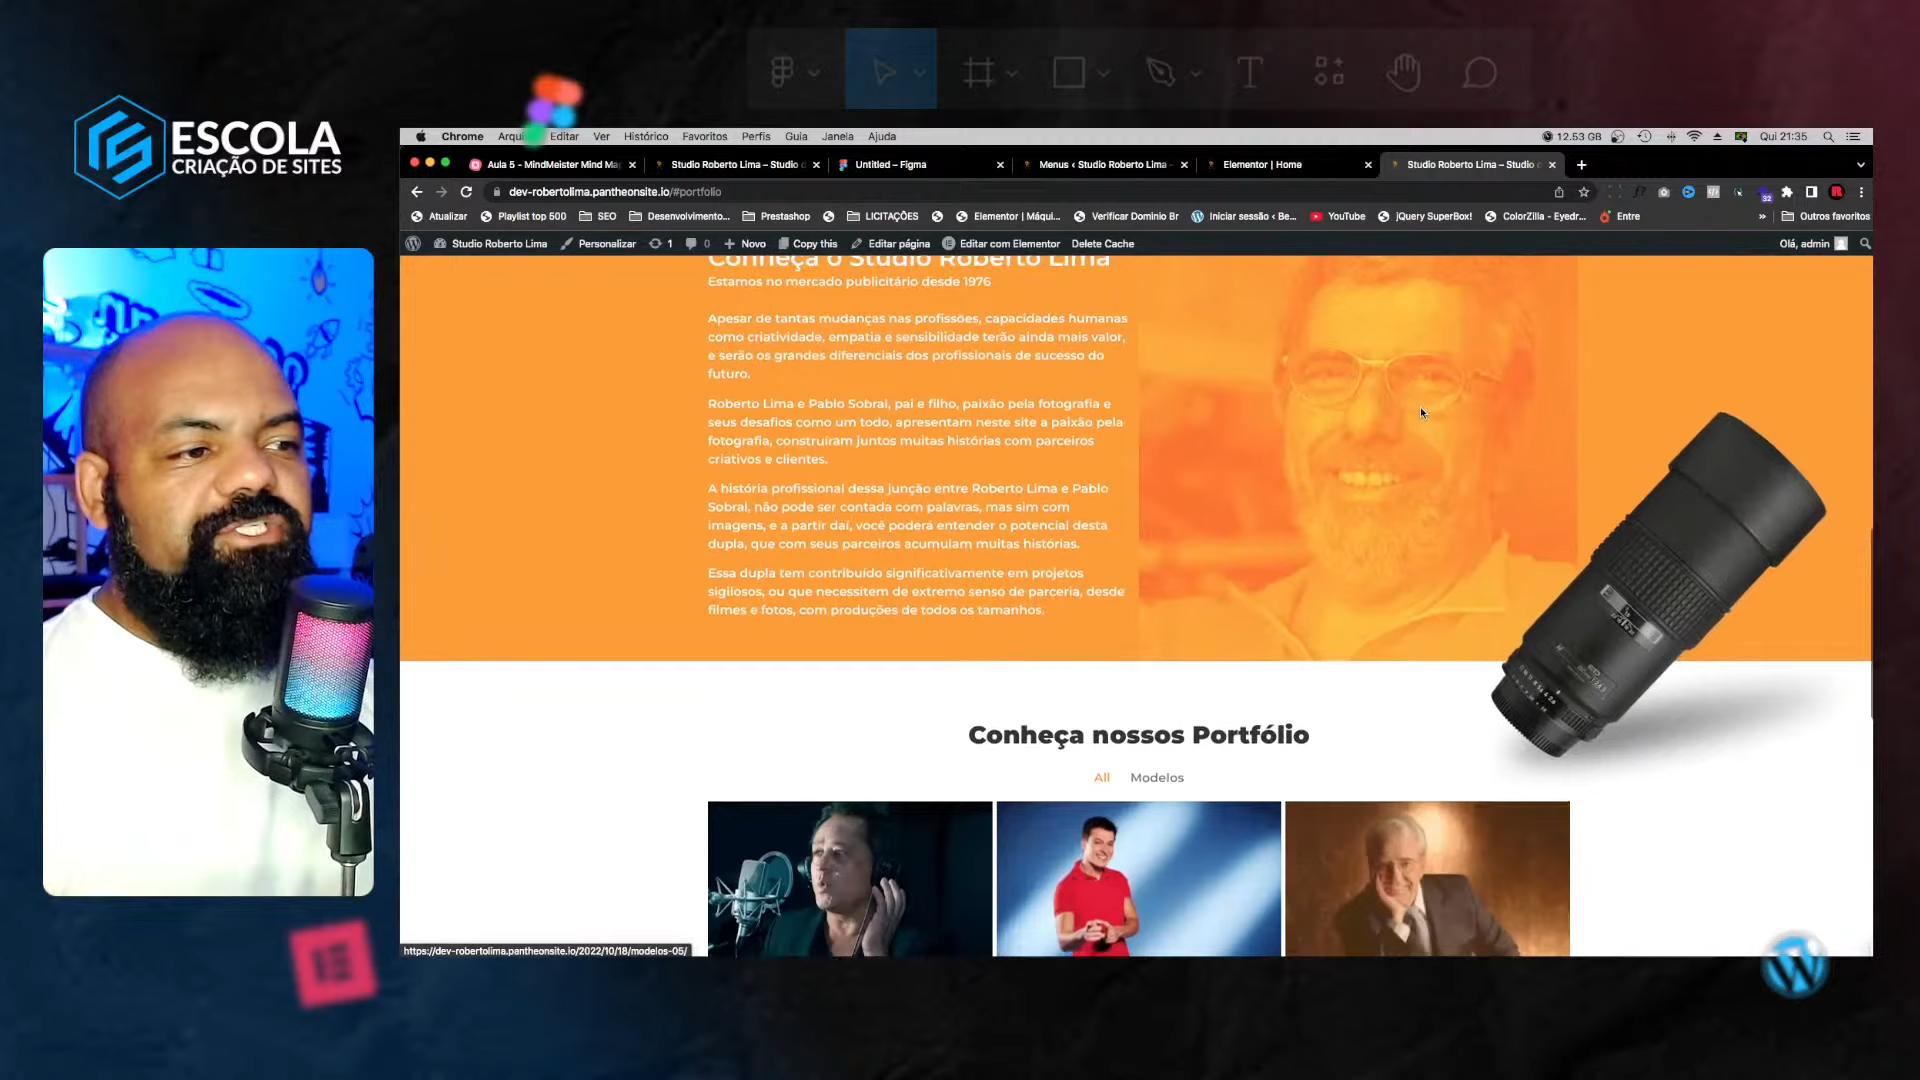 ESCOLA
CRIAÇÃO DE SITES
Chrome Arqui Editar Ver Histórico Favoritos Perfis Guia Janela Ajuda
12.53 GB Qui 21:35
Aula 5 - MindMeister Mind Ma
Studio Roberto Lima – Studio d
Untitled – Figma
Menus ‹ Studio Roberto Lima —
Elementor | Home
Studio Roberto Lima – Studio d
dev-robertolima.pantheonsite.io/#portfolio
32
Atualizar
Playlist top 500
SEO
Desenvolvimento...
Prestashop
LICITAÇÕES
Elementor | Máqui...
Verificar Dominio Br
Iniciar sessão ‹ Be...
YouTube
jQuery SuperBox!
ColorZilla - Eyedr...
Entre
»
Outros favoritos
Studio Roberto Lima
Personalizar
1
0
Novo
Copy this
Editar página
Editar com Elementor
Delete Cache
Olá, admin
Conheça o Studio Roberto Lima
Estamos no mercado publicitário desde 1976
Apesar de tantas mudanças nas profissões, capacidades humanas
como criatividade, empatia e sensibilidade terão ainda mais valor,
e serão os grandes diferenciais dos profissionais de sucesso do
futuro.
Roberto Lima e Pablo Sobral, pai e filho, paixão pela fotografia e
seus desafios como um todo, apresentam neste site a paixão pela
fotografia, construíram juntos muitas histórias com parceiros
criativos e clientes.
A história profissional dessa junção entre Roberto Lima e Pablo
Sobral, não pode ser contada com palavras, mas sim com
imagens, e a partir daí, você poderá entender o potencial desta
dupla, que com seus parceiros acumulam muitas histórias.
Essa dupla tem contribuído significativamente em projetos
sigilosos, ou que necessitem de extremo senso de parceria, desde
filmes e fotos, com produções de todos os tamanhos.
Conheça nossos Portfólio
All Modelos
https://dev-robertolima.pantheonsite.io/2022/10/18/modelos-05/